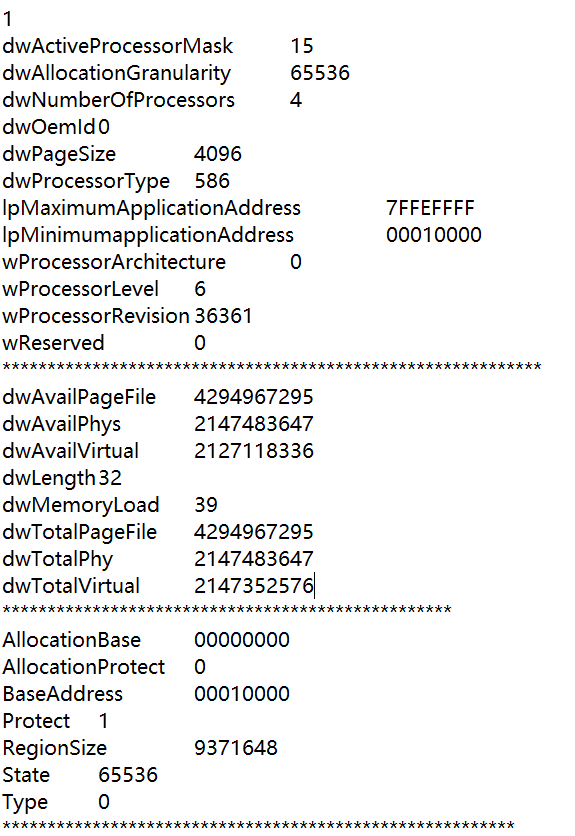 1
dwActiveProcessorMask 15
dwAllocationGranularity 65536
dwNumberOfProcessors 4
dwOemId 0
dwPageSize 4096
dwProcessorType 586
lpMaximumApplicationAddress 7FFEFFFF
lpMinimumapplicationAddress 00010000
wProcessorArchitecture 0
wProcessorLevel 6
wProcessorRevision 36361
wReserved 0
************************************************************
dwAvailPageFile 4294967295
dwAvailPhys 2147483647
dwAvailVirtual 2127118336
dwLength 32
dwMemoryLoad 39
dwTotalPageFile 4294967295
dwTotalPhy 2147483647
dwTotalVirtual 2147352576
**************************************************
AllocationBase 00000000
AllocationProtect 0
BaseAddress 00010000
Protect 1
RegionSize 9371648
State 65536
Type 0
*********************************************************